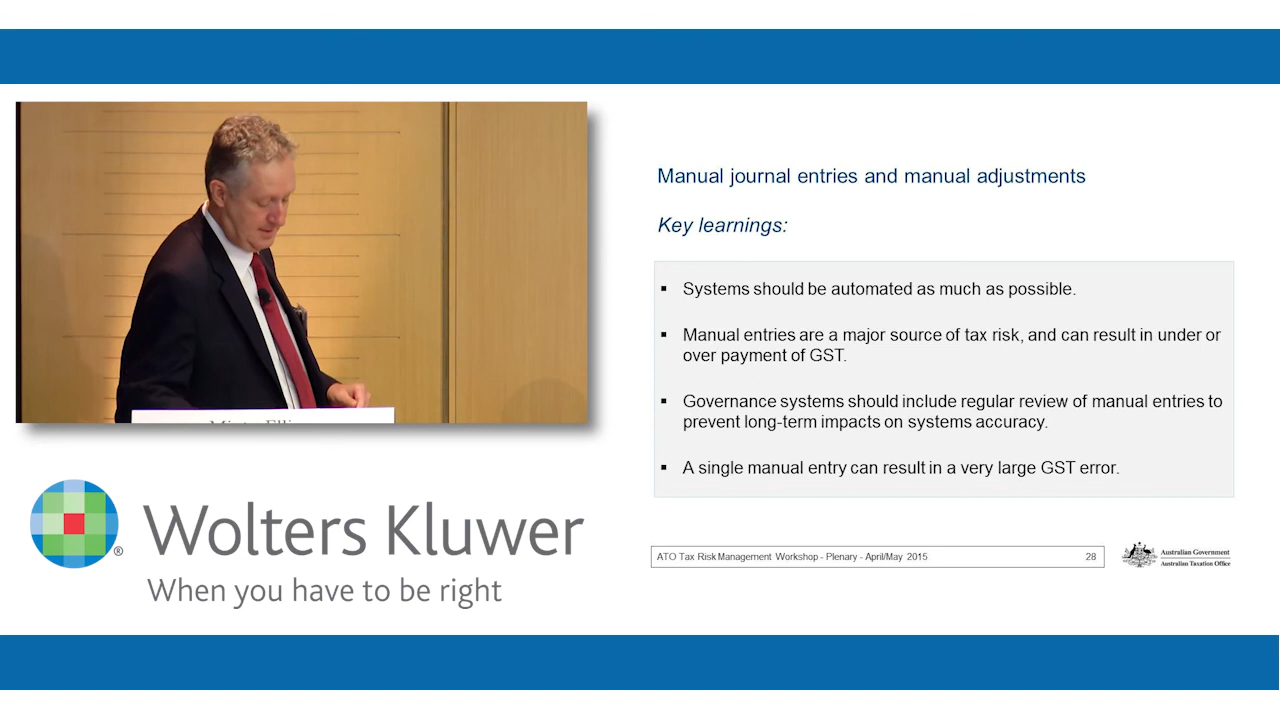 Manual journal entries and manual adjustments
Key learnings:
▪ Systems should be automated as much as possible.
▪ Manual entries are a major source of tax risk, and can result in under or
over payment of GST.
▪ Governance systems should include regular review of manual entries to
prevent long-term impacts on systems accuracy.
▪ A single manual entry can result in a very large GST error.
Wolters Kluwer
®
When you have to be right
ATO Tax Risk Management Workshop - Plenary - April/May 2015 28
Australian Government
Australian Taxation Office